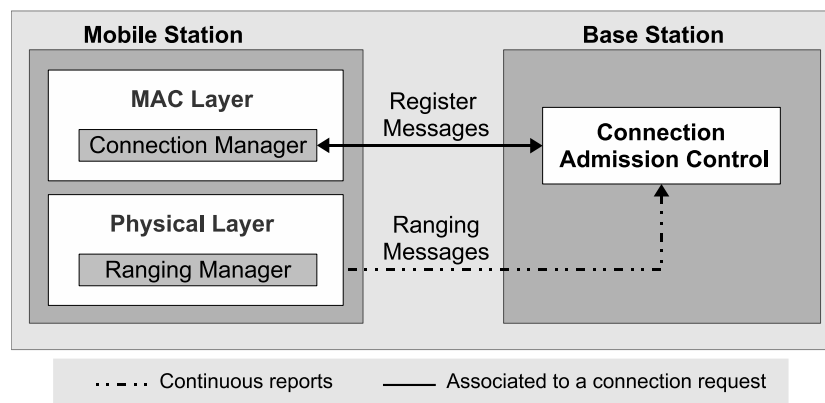 Mobile Station
Base Station
MAC Layer
Connection Manager
Register
Messages
Connection
Admission Control
Physical Layer
Ranging Manager
Ranging
Messages
Continuous reports
Associated to a connection request